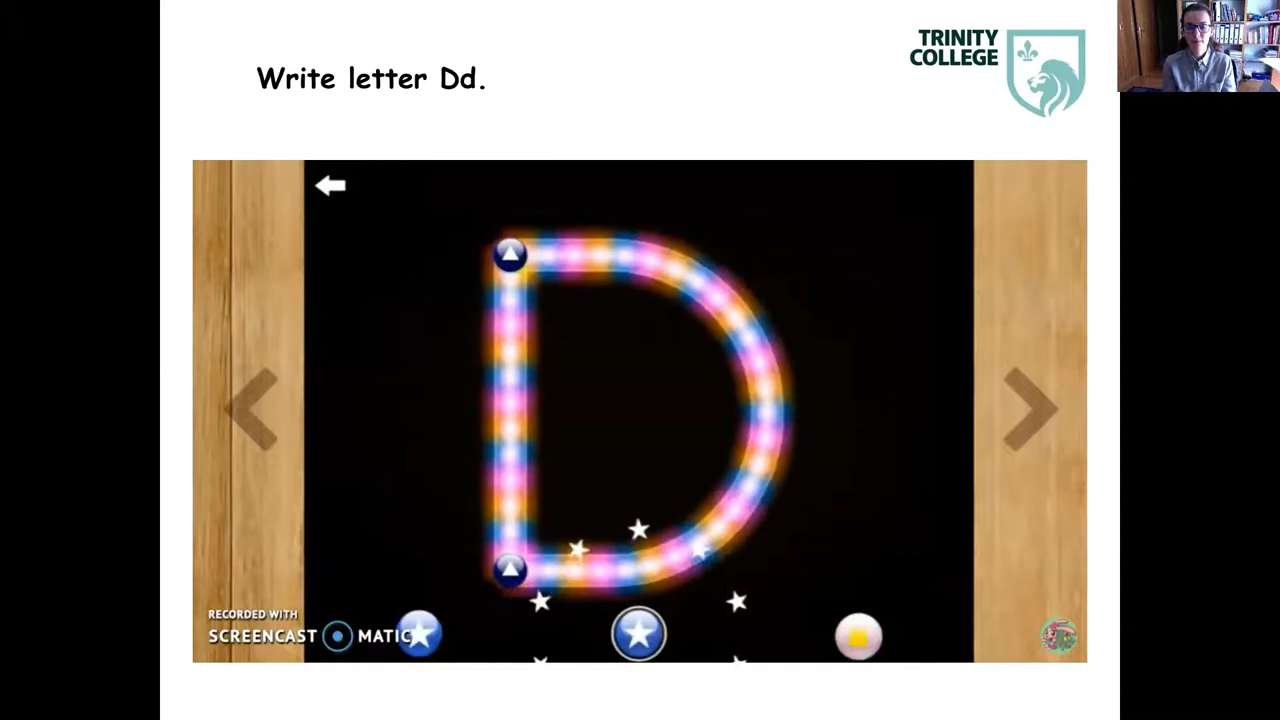 Write letter Dd.
TRINITY
COLLEGE
D
RECORDED WITH
SCREENCAST MATIC